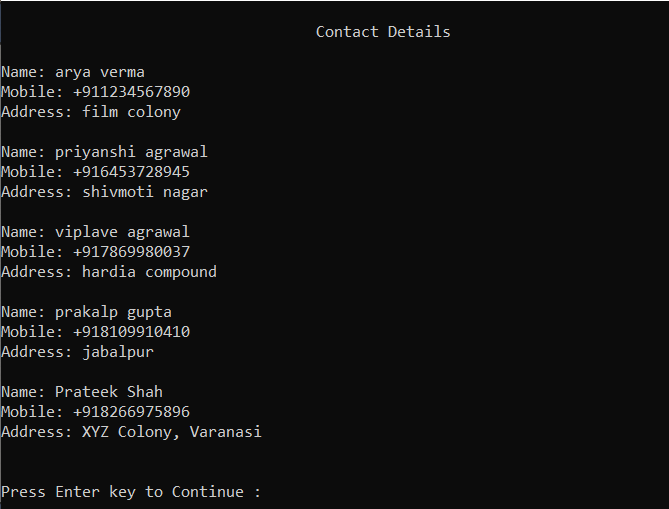 Contact Details
Name: arya verma
Mobile: +911234567890
Address: film colony
Name: priyanshi agrawal
Mobile: +916453728945
Address: shivmoti nagar
Name: viplave agrawal
Mobile: +917869980037
Address: hardia compound
Name: prakalp gupta
Mobile: +918109910410
Address: jabalpur
Name: Prateek Shah
Mobile: +918266975896
Address: XYZ Colony, Varanasi
Press Enter key to Continue :